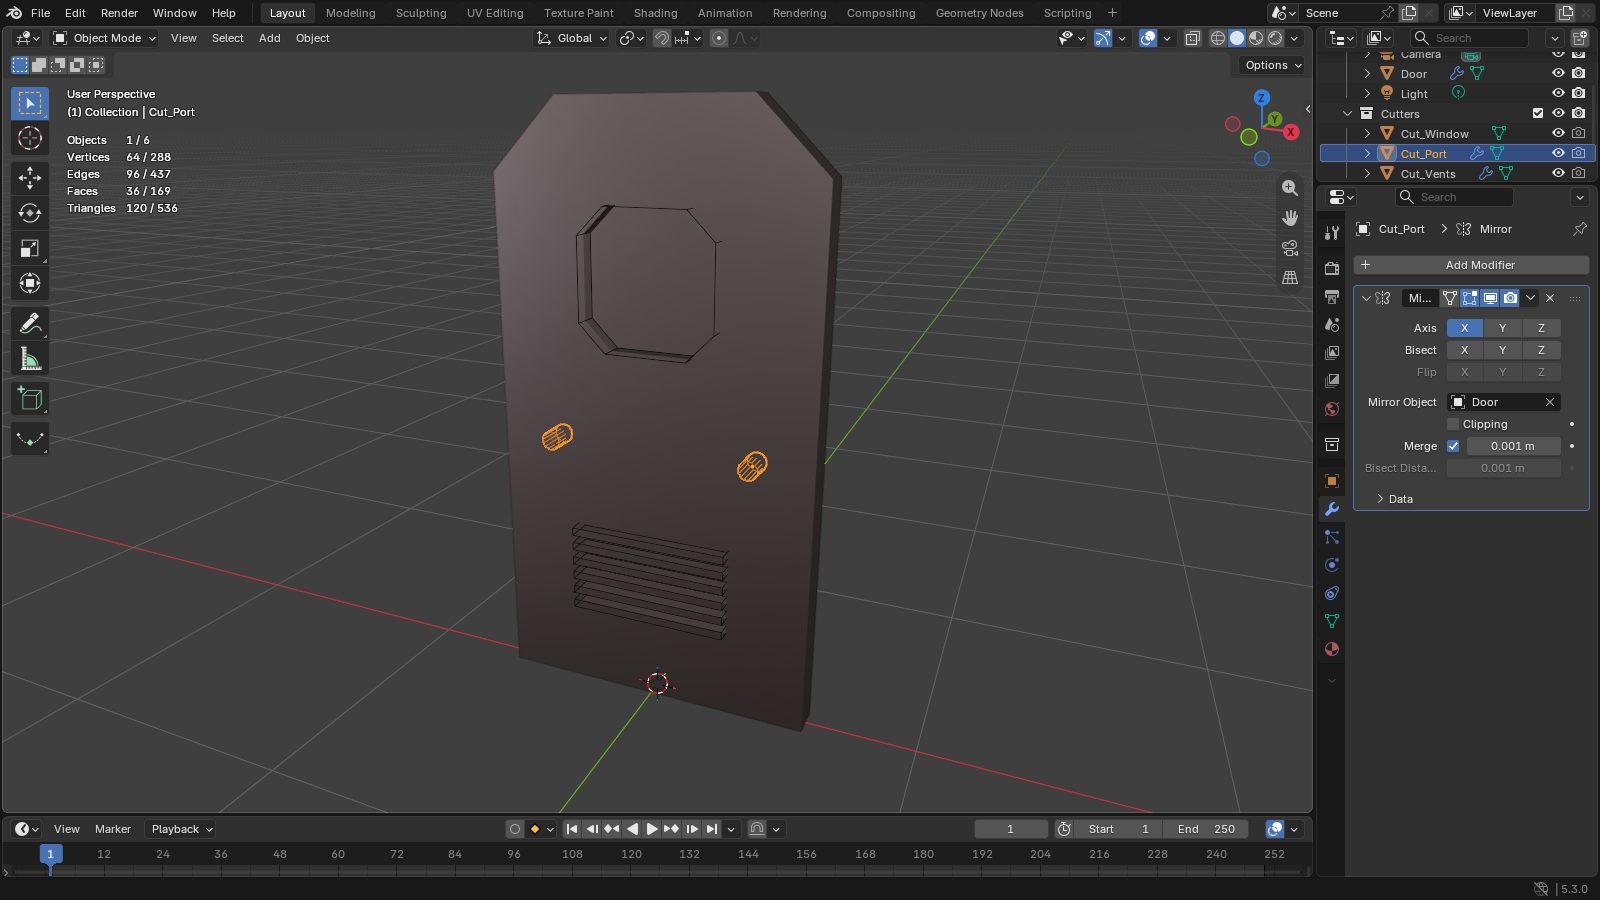 File Edit Render Window Help Layout Modeling Sculpting UV Editing Texture Paint Shading Animation Rendering Compositing Geometry Nodes Scripting Scene ViewLayer
Object Mode View Select Add Object Global Search
Options
User Perspective
(1) Collection | Cut_Port
Objects 1 / 6
Vertices 64 / 288
Edges 96 / 437
Faces 36 / 169
Triangles 120 / 536
Z
Y
X
Camera
Door
Light
Cutters
Cut_Window
Cut_Port
Cut_Vents
Search
Cut_Port Mirror
Add Modifier
Mi...
Axis X Y Z
Bisect X Y Z
Flip X Y Z
Mirror Object Door
Clipping
Merge 0.001 m
Bisect Dista... 0.001 m
Data
View Marker Playback 1 Start 1 End 250
1 12 24 36 48 60 72 84 96 108 120 132 144 156 168 180 192 204 216 228 240 252
5.3.0